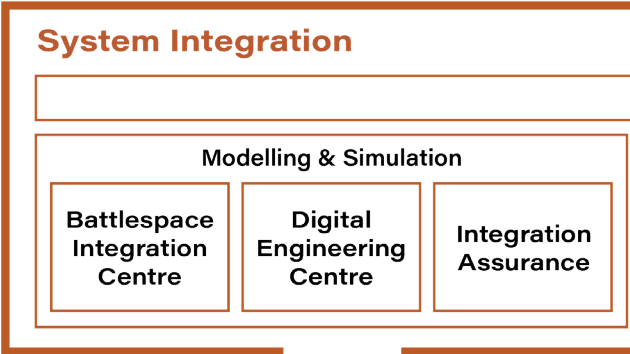 System Integration
Modelling & Simulation
Battlespace
Integration
Centre
Digital
Engineering
Centre
Integration
Assurance